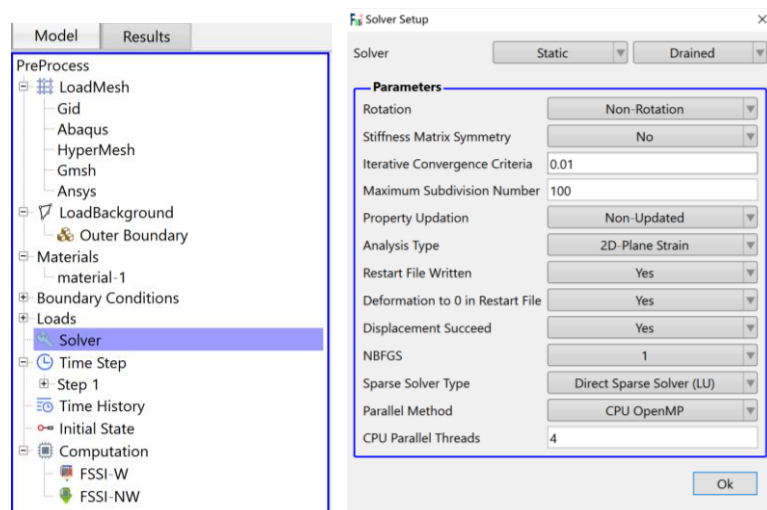 Model Results
PreProcess
LoadMesh
Gid
Abaqus
HyperMesh
Gmsh
Ansys
LoadBackground
Outer Boundary
Materials
material-1
Boundary Conditions
Loads
Solver
Time Step
Step 1
Time History
Initial State
Computation
FSSI-W
FSSI-NW
Solver Setup
Solver Static Drained
Parameters
Rotation Non-Rotation
Stiffness Matrix Symmetry No
Iterative Convergence Criteria 0.01
Maximum Subdivision Number 100
Property Updation Non-Updated
Analysis Type 2D-Plane Strain
Restart File Written Yes
Deformation to 0 in Restart File Yes
Displacement Succeed Yes
NBFGS 1
Sparse Solver Type Direct Sparse Solver (LU)
Parallel Method CPU OpenMP
CPU Parallel Threads 4
Ok